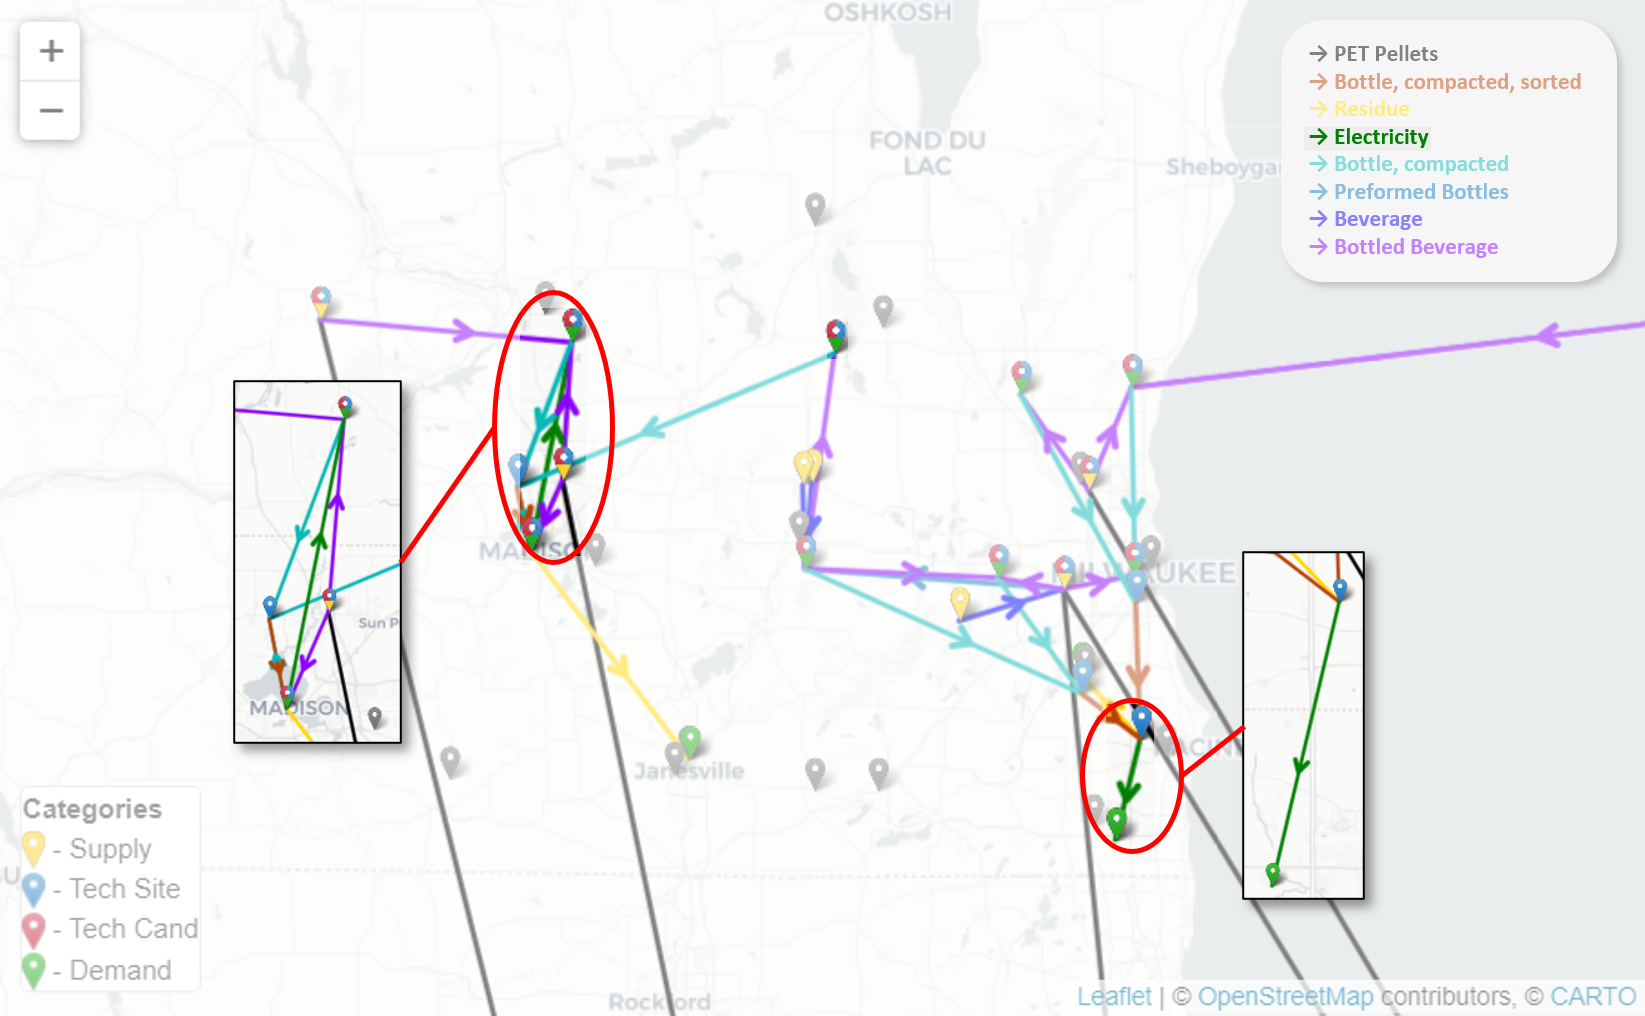 OSHKOSH
+
−
FOND DU
LAC
Sheboygan
→ PET Pellets
→ Bottle, compacted, sorted
→ Residue
→ Electricity
→ Bottle, compacted
→ Preformed Bottles
→ Beverage
→ Bottled Beverage
MADISON
MILWAUKEE
Sun P
MADISON
RACINE
Janesville
Categories
- Supply
- Tech Site
- Tech Cand
- Demand
Rockford
Leaflet | © OpenStreetMap contributors, © CARTO